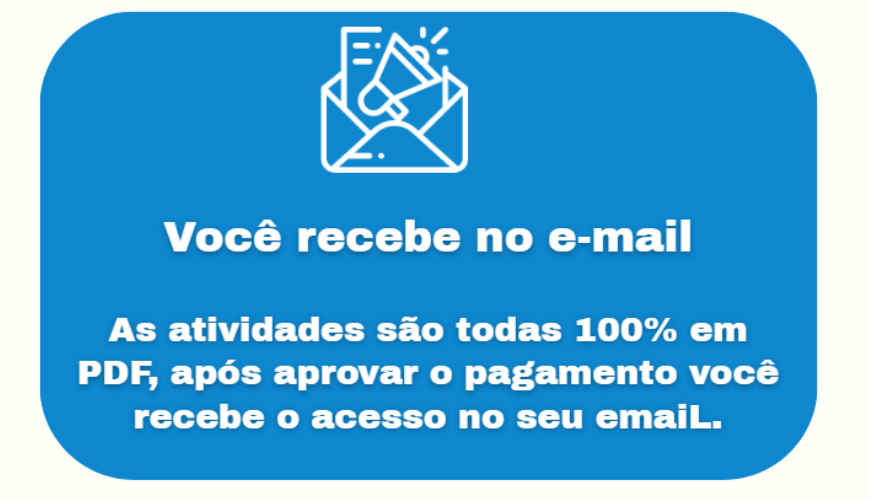 Você recebe no e-mail
As atividades são todas 100% em
PDF, após aprovar o pagamento você
recebe o acesso no seu emaiL.